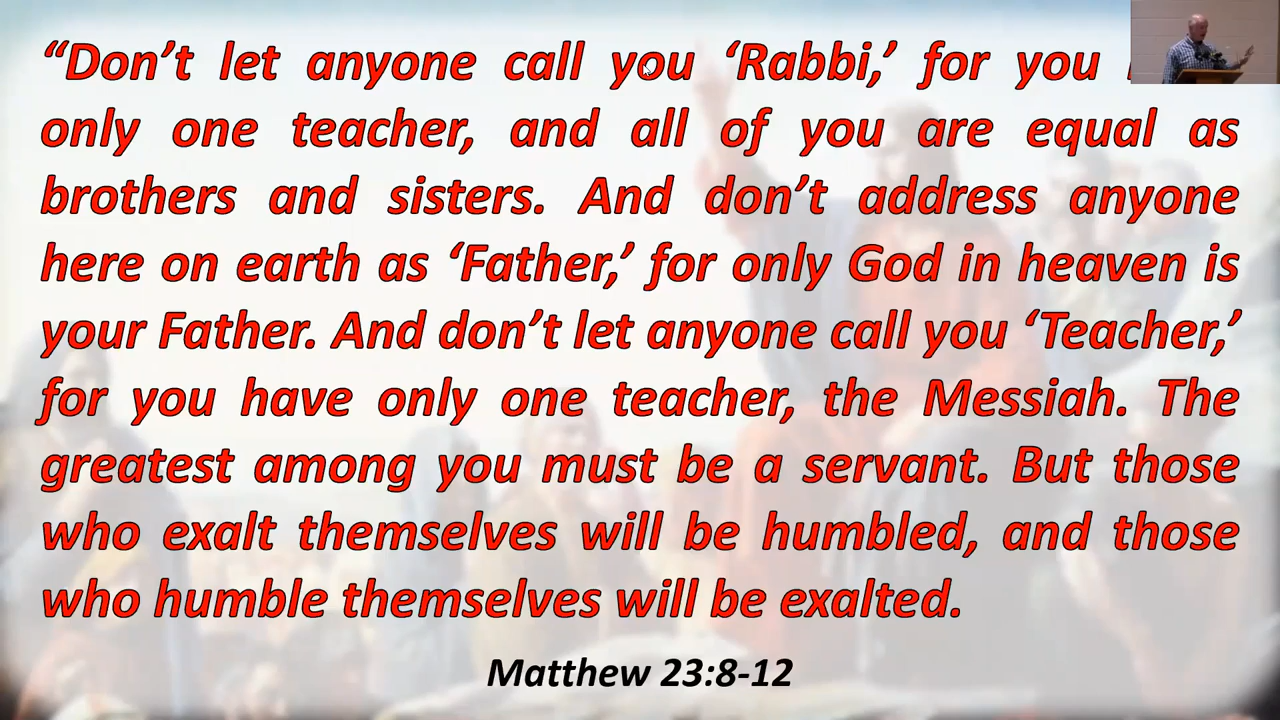 “Don’t let anyone call you ‘Rabbi,’ for you
only one teacher, and all of you are equal as
brothers and sisters. And don’t address anyone
here on earth as ‘Father,’ for only God in heaven is
your Father. And don’t let anyone call you ‘Teacher,’
for you have only one teacher, the Messiah. The
greatest among you must be a servant. But those
who exalt themselves will be humbled, and those
who humble themselves will be exalted.
Matthew 23:8-12